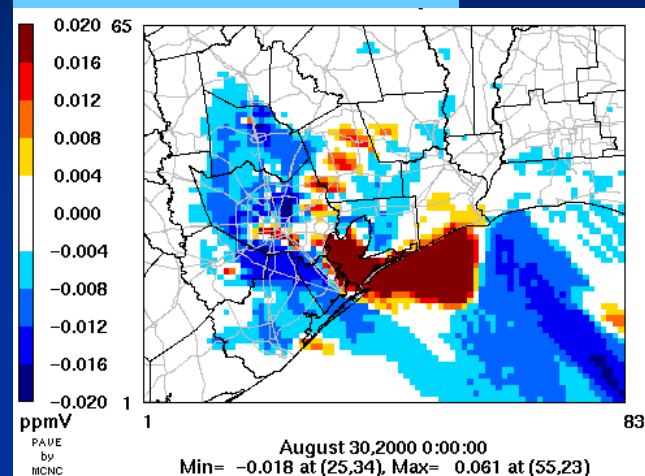 0.020
0.016
0.012
0.008
0.004
0.000
−0.004
−0.008
−0.012
−0.016
−0.020
ppmV
PAVE
by
MCNC
65
1
1 83
August 30,2000 0:00:00
Min= −0.018 at (25,34), Max= 0.061 at (55,23)